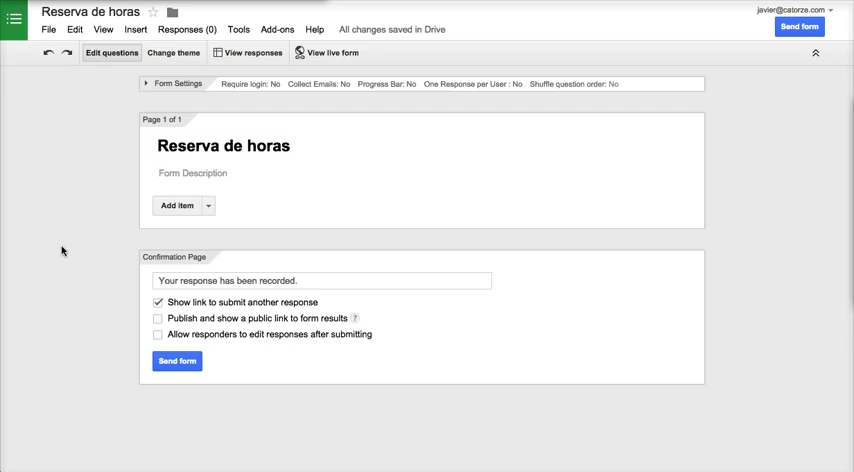 Reserva de horas
javier@catorze.com
File Edit View Insert Responses (0) Tools Add-ons Help All changes saved in Drive
Send form
Edit questions Change theme View responses View live form
Form Settings Require login: No Collect Emails: No Progress Bar: No One Response per User : No Shuffle question order: No
Page 1 of 1
Reserva de horas
Form Description
Add item
Confirmation Page
Your response has been recorded.
Show link to submit another response
Publish and show a public link to form results ?
Allow responders to edit responses after submitting
Send form